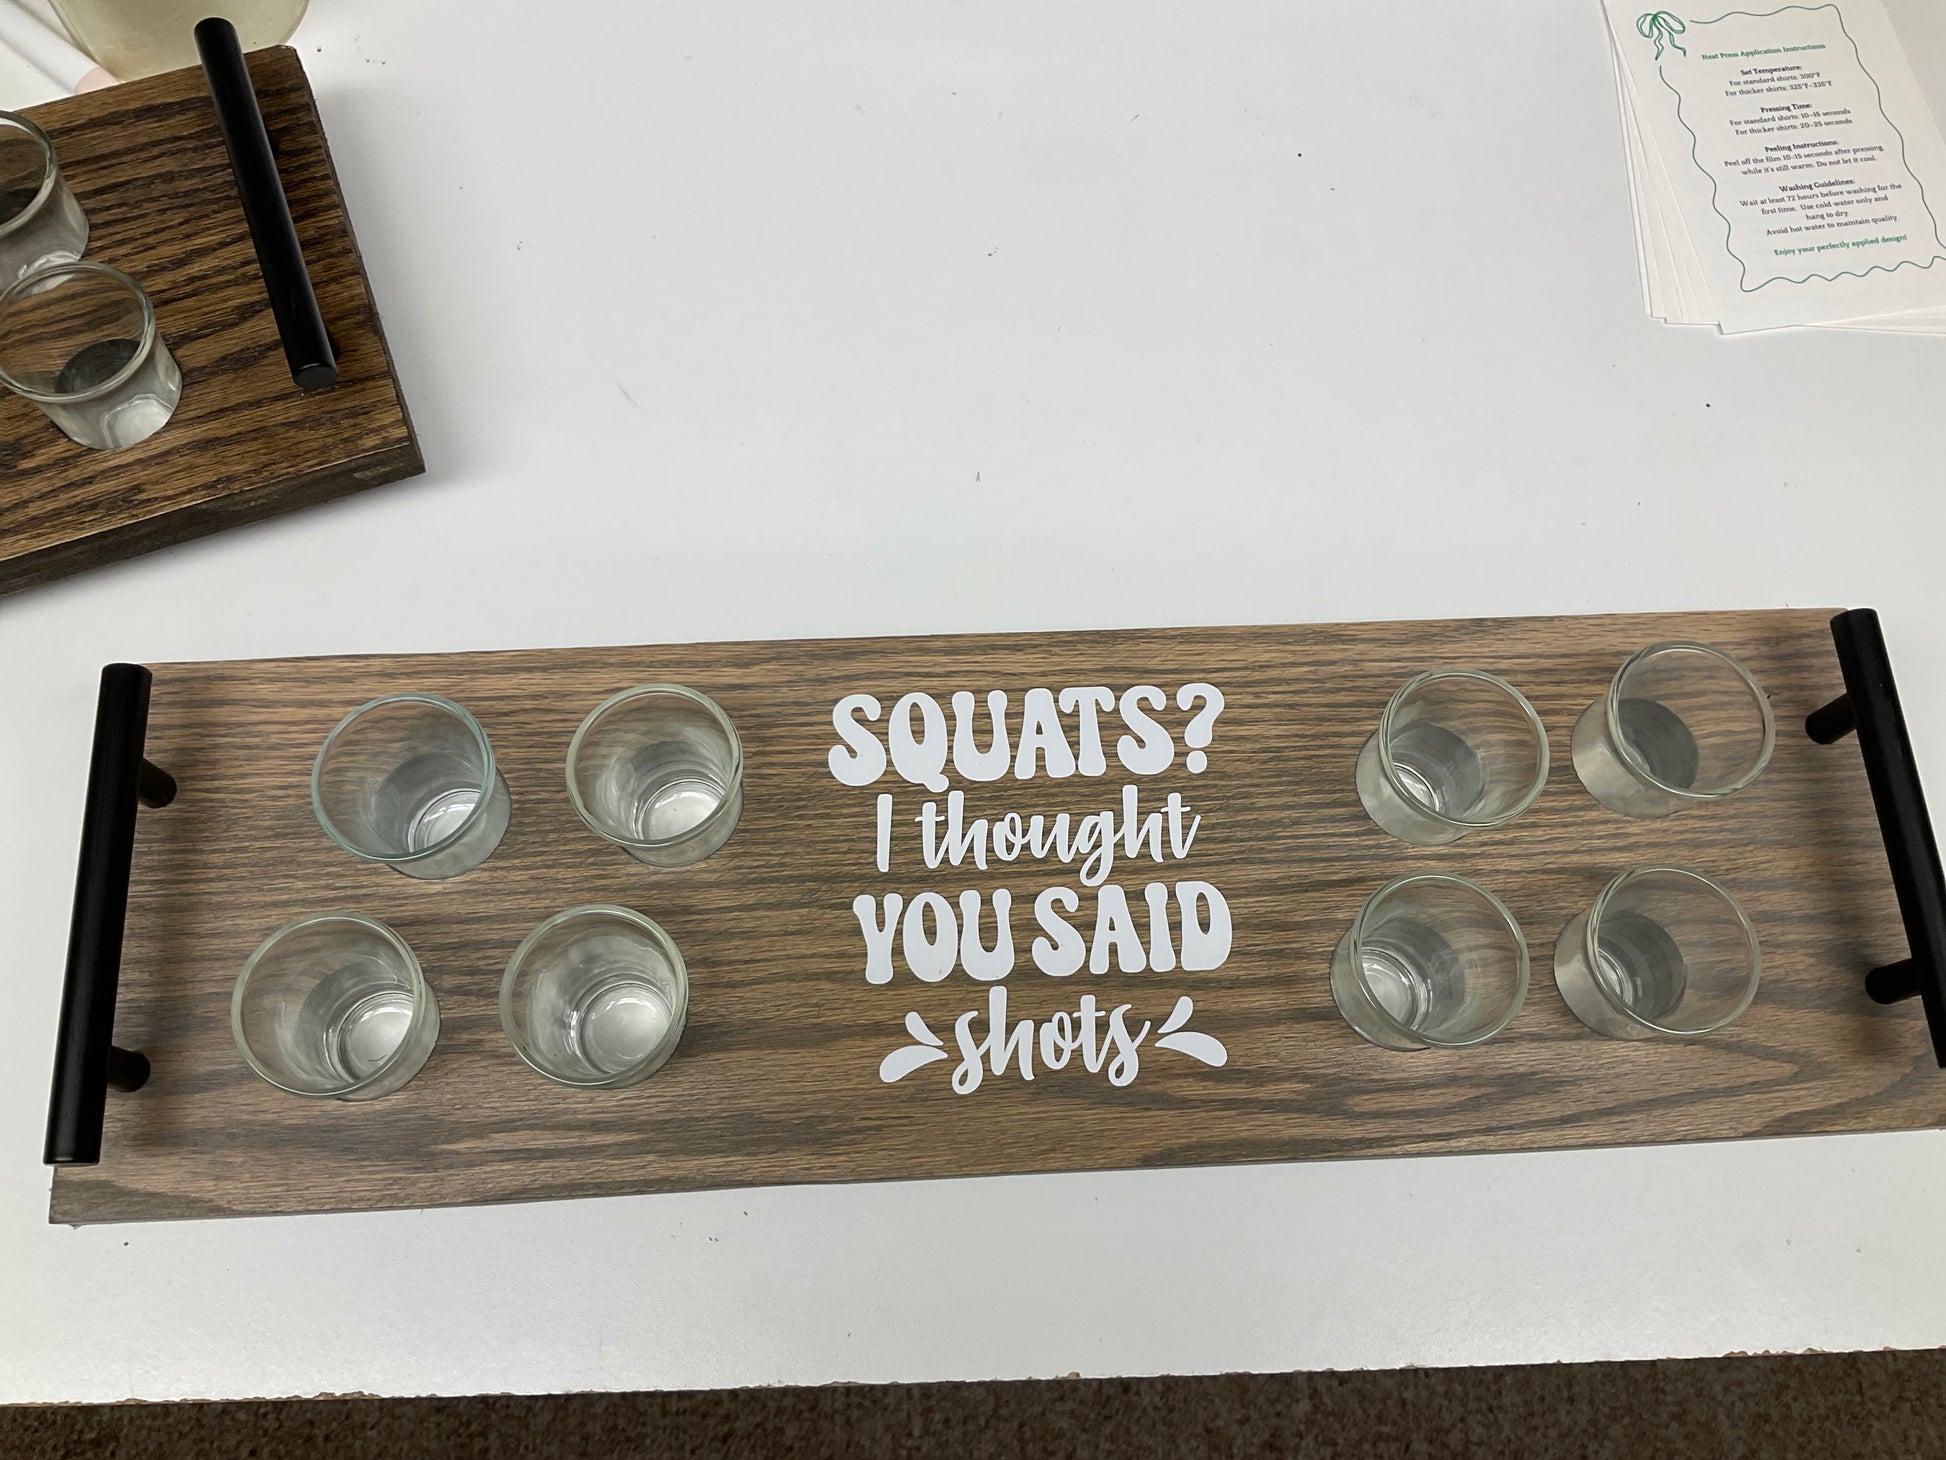 SQUATS?
I thought
YOU SAID
shots
Heat Press Application Instructions
Set Temperature:
For standard shirts: 300°F
For thicker shirts: 325°F-335°F
Pressing Time:
For standard shirts: 10-15 seconds
For thicker shirts: 20-25 seconds
Peeling Instructions:
Peel off the film 10-15 seconds after pressing,
while it's still warm. Do not let it cool.
Washing Guidelines:
Wait at least 72 hours before washing for the
first time. Use cold water only and
hang to dry.
Avoid hot water to maintain quality.
Enjoy your perfectly applied design!